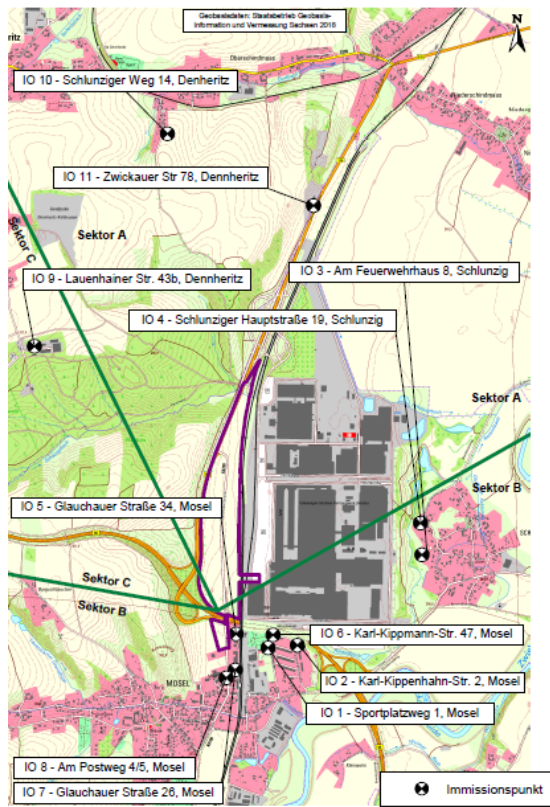 Geobasisdaten: Staatsbetrieb Geobasis-
information und Vermessung Sachsen 2018
N
Oberschindmaas
IO 10 - Schlunziger Weg 14, Denheritz
Niederschindmaas
IO 11 - Zwickauer Str 78, Dennheritz
Sektor C
Sektor A
IO 9 - Lauenhainer Str. 43b, Dennheritz
IO 3 - Am Feuerwehrhaus 8, Schlunzig
IO 4 - Schlunziger Hauptstraße 19, Schlunzig
Sektor A
Sektor B
IO 5 - Glauchauer Straße 34, Mosel
Sektor C
Sektor B
IO 6 - Karl-Kippmann-Str. 47, Mosel
MOSEL
IO 2 - Karl-Kippenhahn-Str. 2, Mosel
IO 1 - Sportplatzweg 1, Mosel
IO 8 - Am Postweg 4/5, Mosel
IO 7 - Glauchauer Straße 26, Mosel
Immissionspunkt